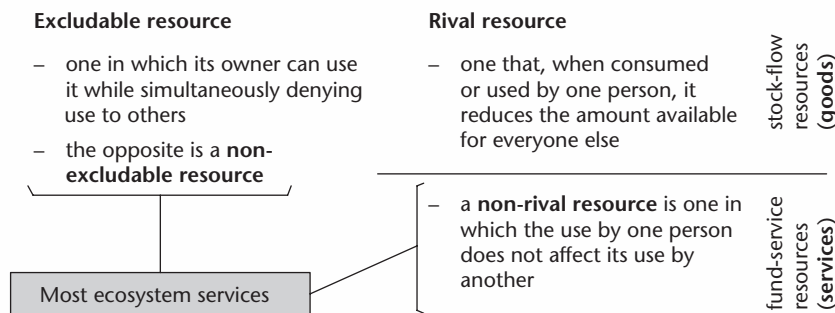 Excludable resource
– one in which its owner can use
it while simultaneously denying
use to others
– the opposite is a non-
excludable resource
Rival resource
– one that, when consumed
or used by one person, it
reduces the amount available
for everyone else
stock-flow
resources
(goods)
– a non-rival resource is one in
which the use by one person
does not affect its use by
another
fund-service
resources
(services)
Most ecosystem services